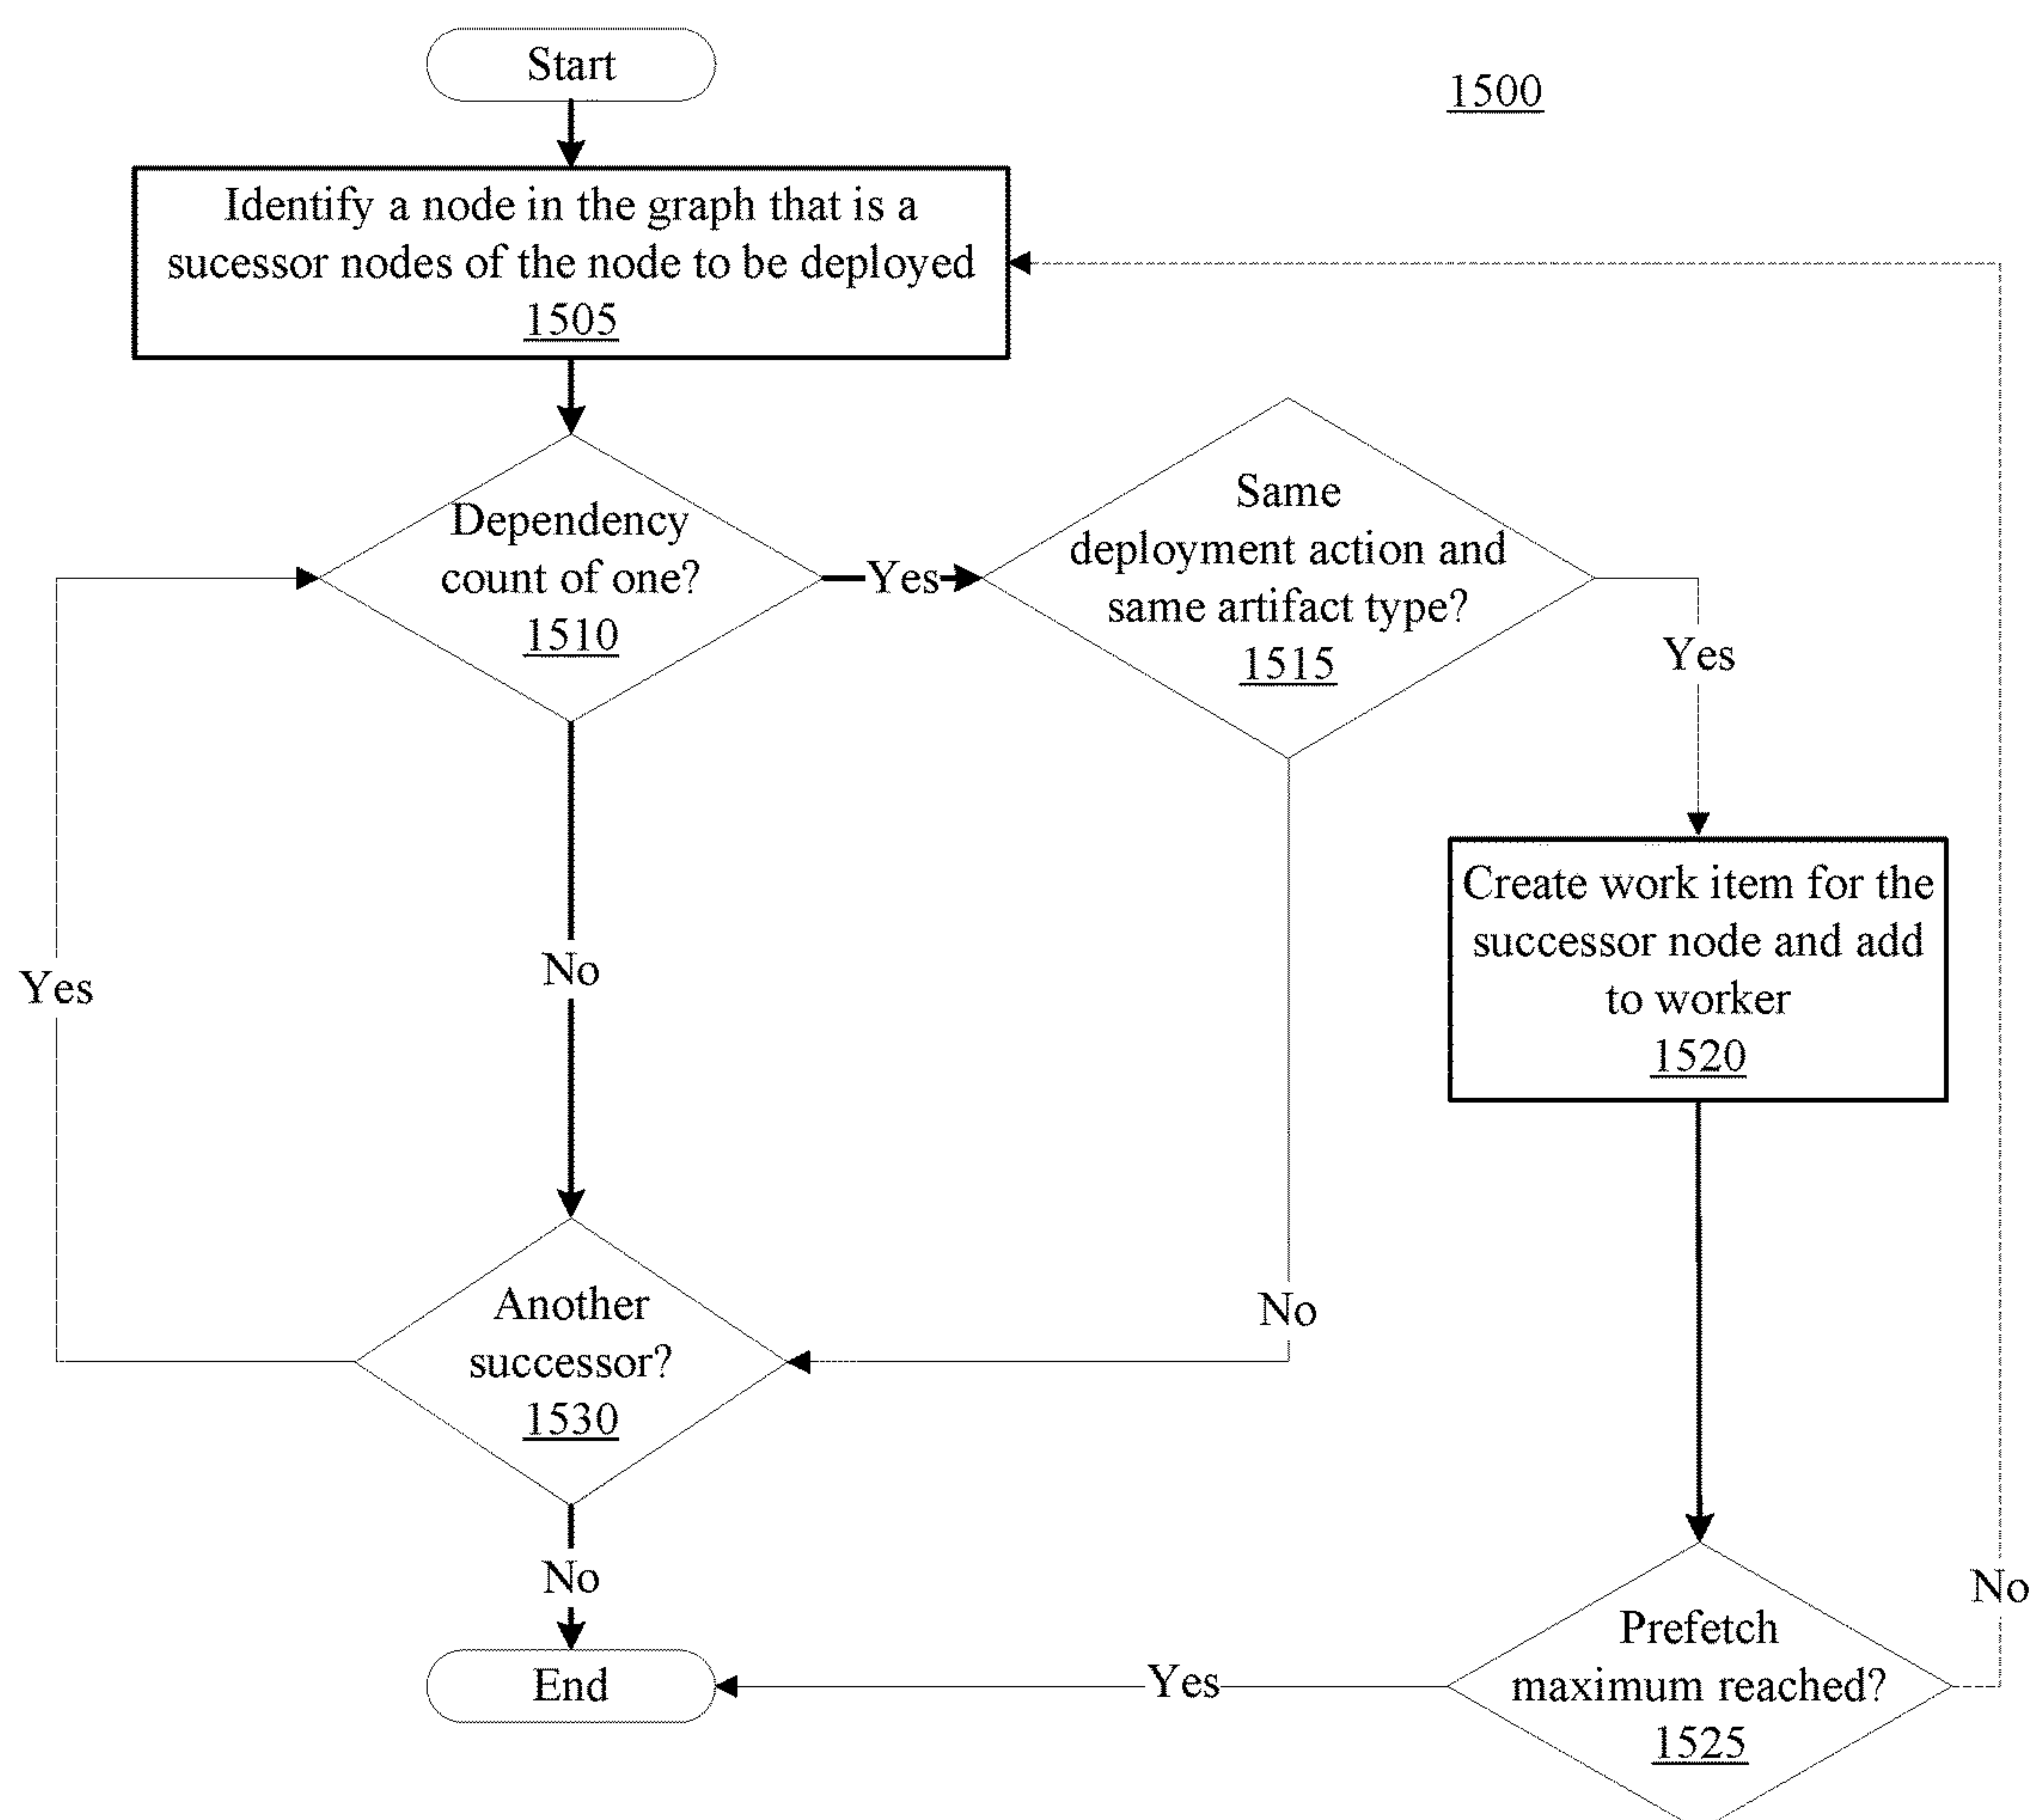 Start
1500
Identify a node in the graph that is a
sucessor nodes of the node to be deployed
1505
Dependency
count of one?
1510
Yes
Same
deployment action and
same artifact type?
1515
Yes
Create work item for the
successor node and add
to worker
1520
Yes
No
Another
successor?
1530
No
No
End
Yes
Prefetch
maximum reached?
1525
No